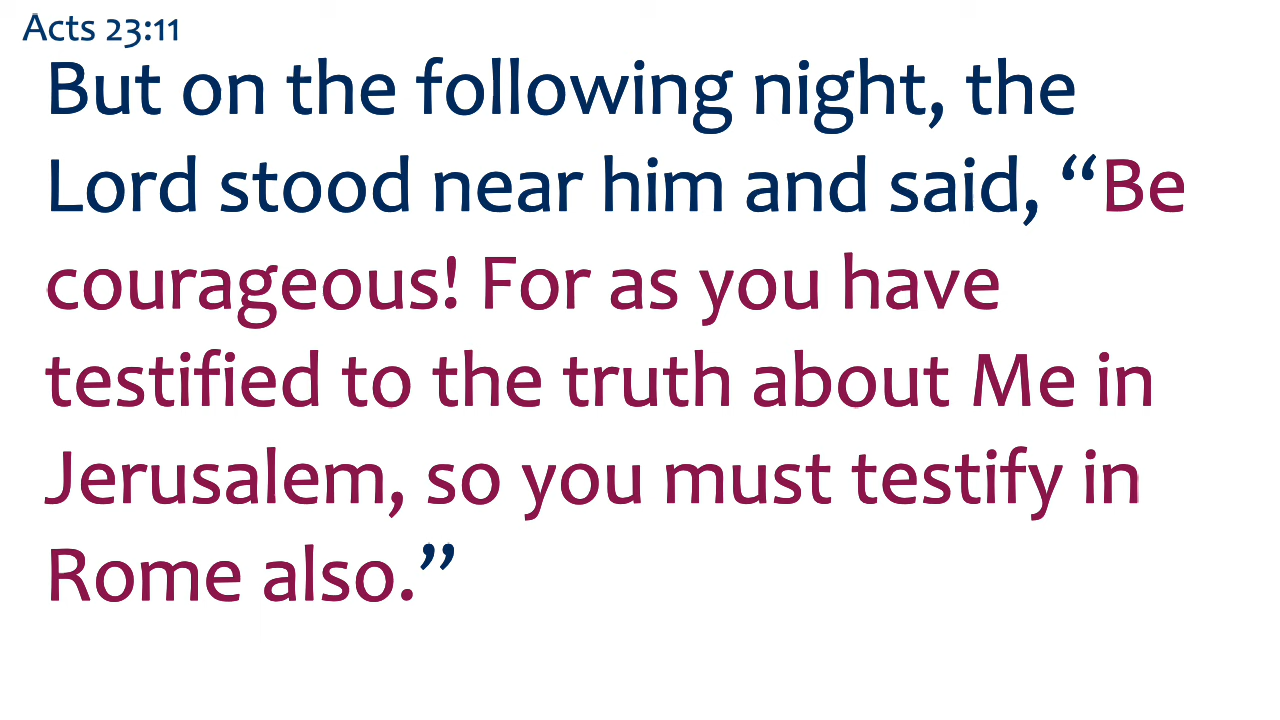 Acts 23:11
But on the following night, the
Lord stood near him and said, “Be
courageous! For as you have
testified to the truth about Me in
Jerusalem, so you must testify in
Rome also.”